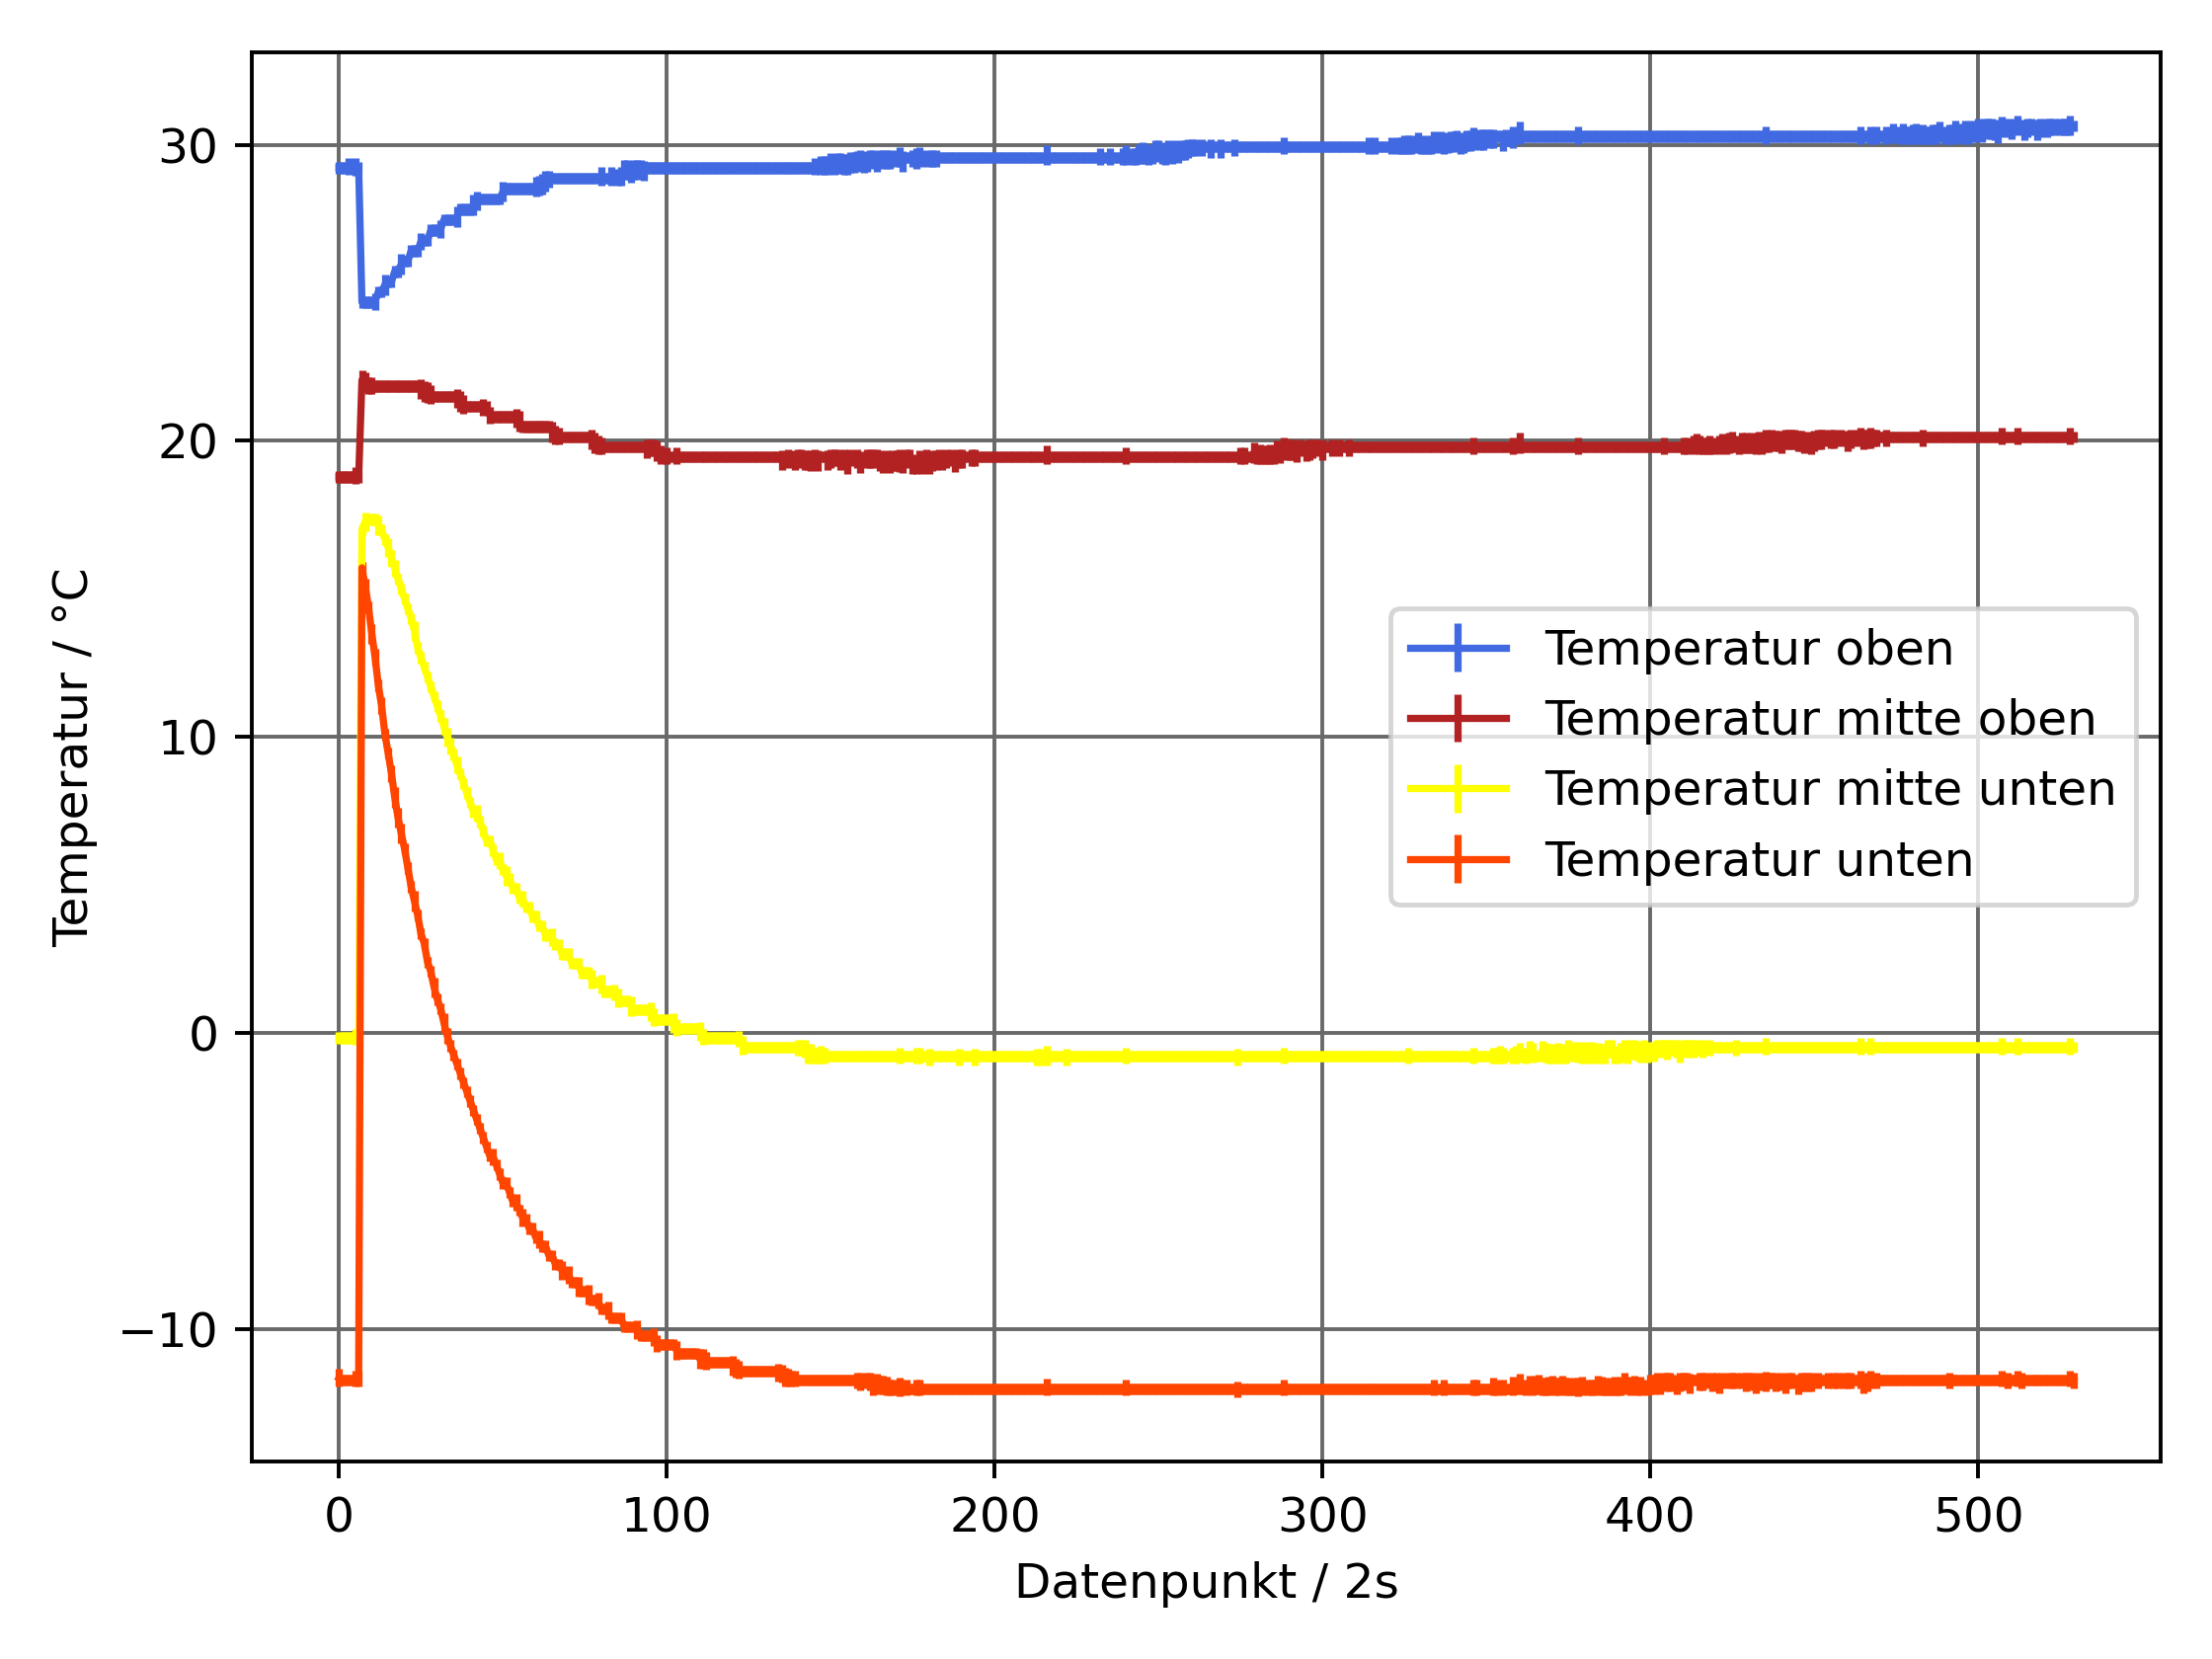 30
20
10
0
−10
Temperatur / °C
Temperatur oben
Temperatur mitte oben
Temperatur mitte unten
Temperatur unten
0 100 200 300 400 500
Datenpunkt / 2s